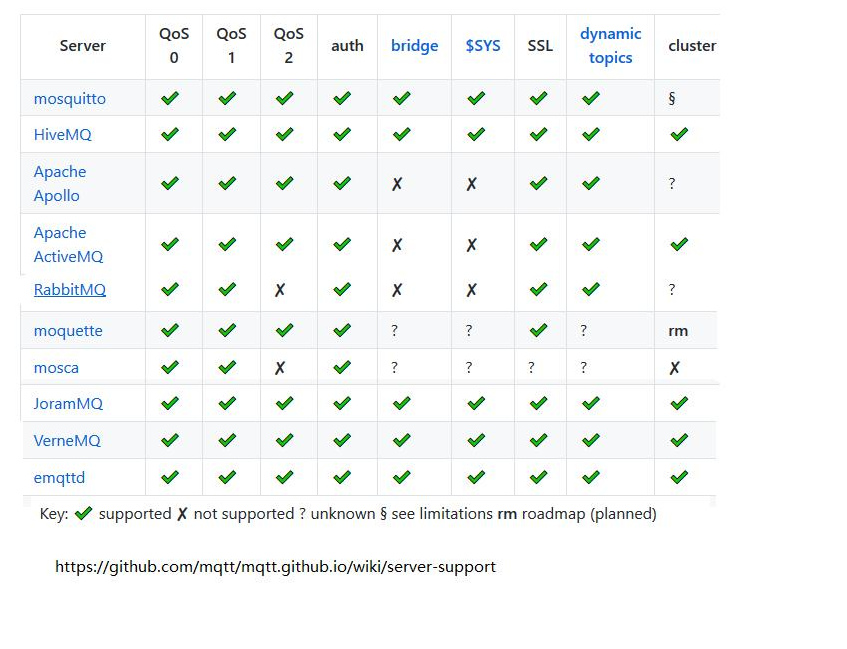 Server QoS 0 QoS 1 QoS 2 auth bridge $SYS SSL dynamic topics cluster
mosquitto ✔ ✔ ✔ ✔ ✔ ✔ ✔ ✔ §
HiveMQ ✔ ✔ ✔ ✔ ✔ ✔ ✔ ✔ ✔
Apache Apollo ✔ ✔ ✔ ✔ ✗ ✗ ✔ ✔ ?
Apache ActiveMQ ✔ ✔ ✔ ✔ ✗ ✗ ✔ ✔ ✔
RabbitMQ ✔ ✔ ✗ ✔ ✗ ✗ ✔ ✔ ?
moquette ✔ ✔ ✔ ✔ ? ? ✔ ? rm
mosca ✔ ✔ ✗ ✔ ? ? ? ? ✗
JoramMQ ✔ ✔ ✔ ✔ ✔ ✔ ✔ ✔ ✔
VerneMQ ✔ ✔ ✔ ✔ ✔ ✔ ✔ ✔ ✔
emqttd ✔ ✔ ✔ ✔ ✔ ✔ ✔ ✔ ✔
Key: ✔ supported ✗ not supported ? unknown § see limitations rm roadmap (planned)
https://github.com/mqtt/mqtt.github.io/wiki/server-support